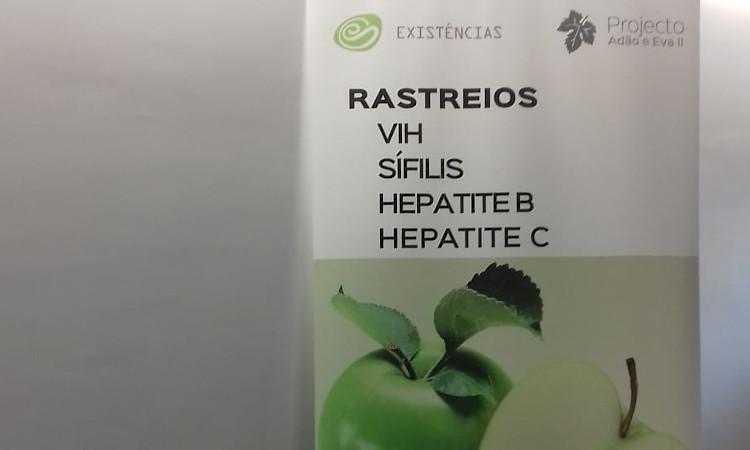 EXISTÊNCIAS
Projecto
Adão e Eva II
RASTREIOS
VIH
SÍFILIS
HEPATITE B
HEPATITE C